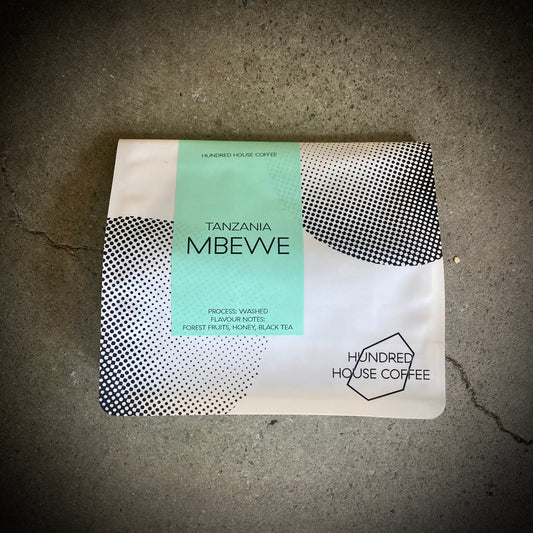 HUNDRED HOUSE COFFEE
TANZANIA
MBEWE
PROCESS: WASHED
FLAVOUR NOTES:
FOREST FRUITS, HONEY, BLACK TEA
HUNDRED
HOUSE COFFEE